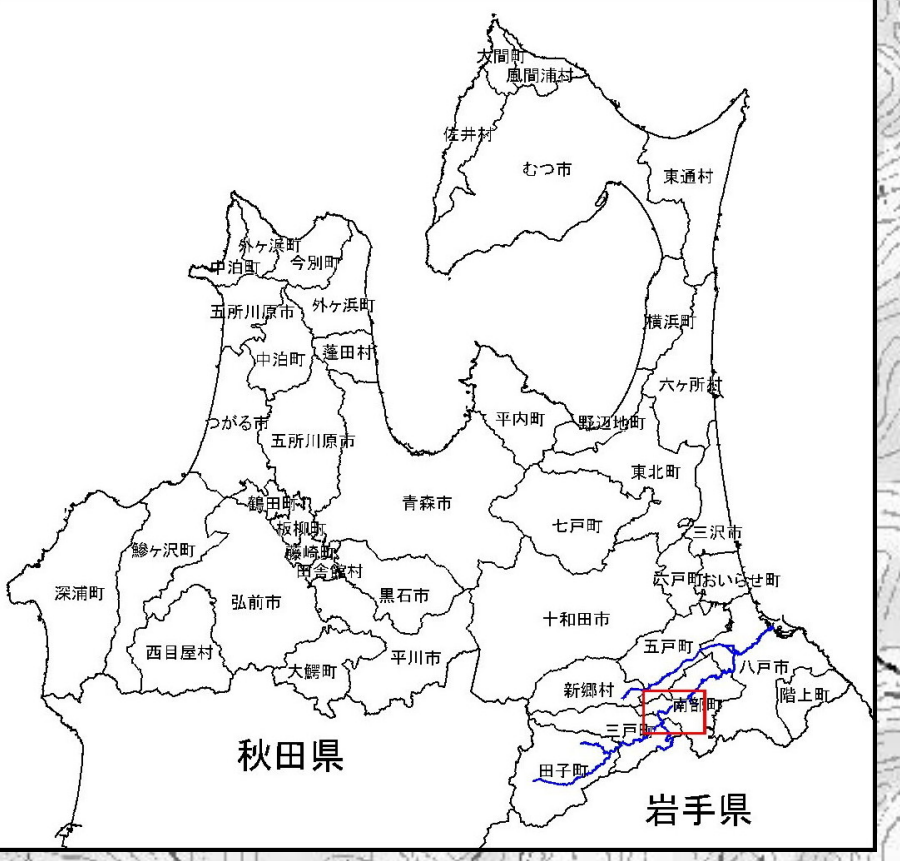 大間町
風間浦村
佐井村
むつ市
東通村
外ヶ浜町
中泊町
今別町
五所川原市
外ヶ浜町
横浜町
蓬田村
中泊町
六ヶ所村
つがる市
五所川原市
平内町
野辺地町
東北町
青森市
鶴田町
七戸町
板柳町
三沢市
鰺ヶ沢町
藤崎町
田舎館村
六戸町
おいらせ町
深浦町
弘前市
黒石市
十和田市
西目屋村
平川市
五戸町
大鰐町
八戸市
新郷村
階上町
南部町
三戸町
秋田県
田子町
岩手県